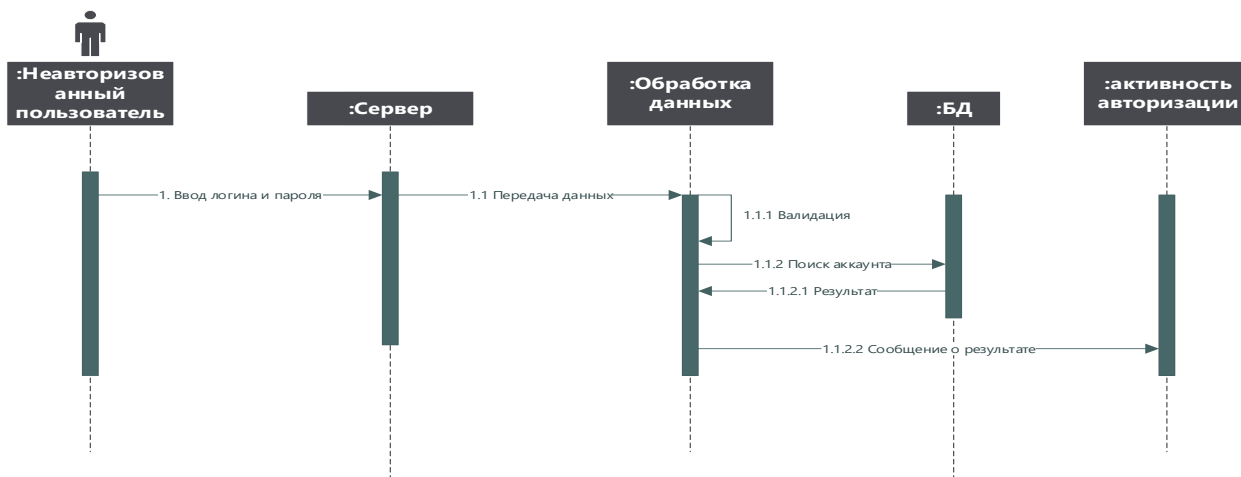 :Неавторизов
анный
пользователь
:Сервер
:Обработка
данных
:БД
:активность
авторизации
1. Ввод логина и пароля
1.1 Передача данных
1.1.1 Валидация
1.1.2 Поиск аккаунта
1.1.2.1 Результат
1.1.2.2 Сообщение о результате